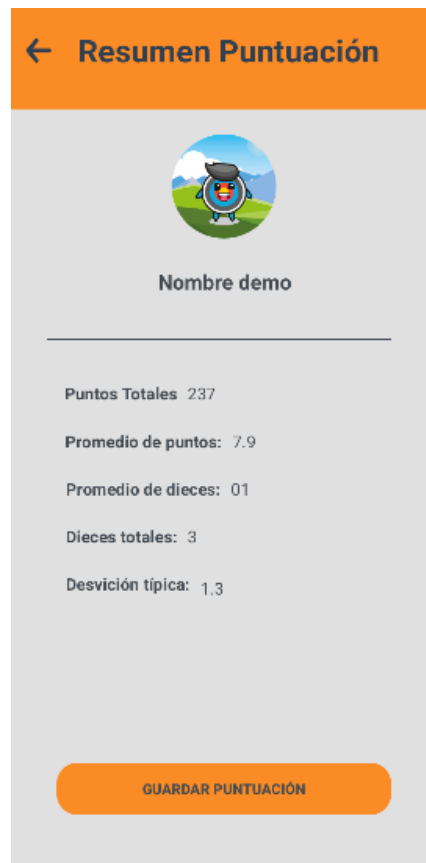 Resumen Puntuación
Nombre demo
Puntos Totales 237
Promedio de puntos: 7.9
Promedio de dieces: 01
Dieces totales: 3
Desvición típica: 1.3
GUARDAR PUNTUACIÓN